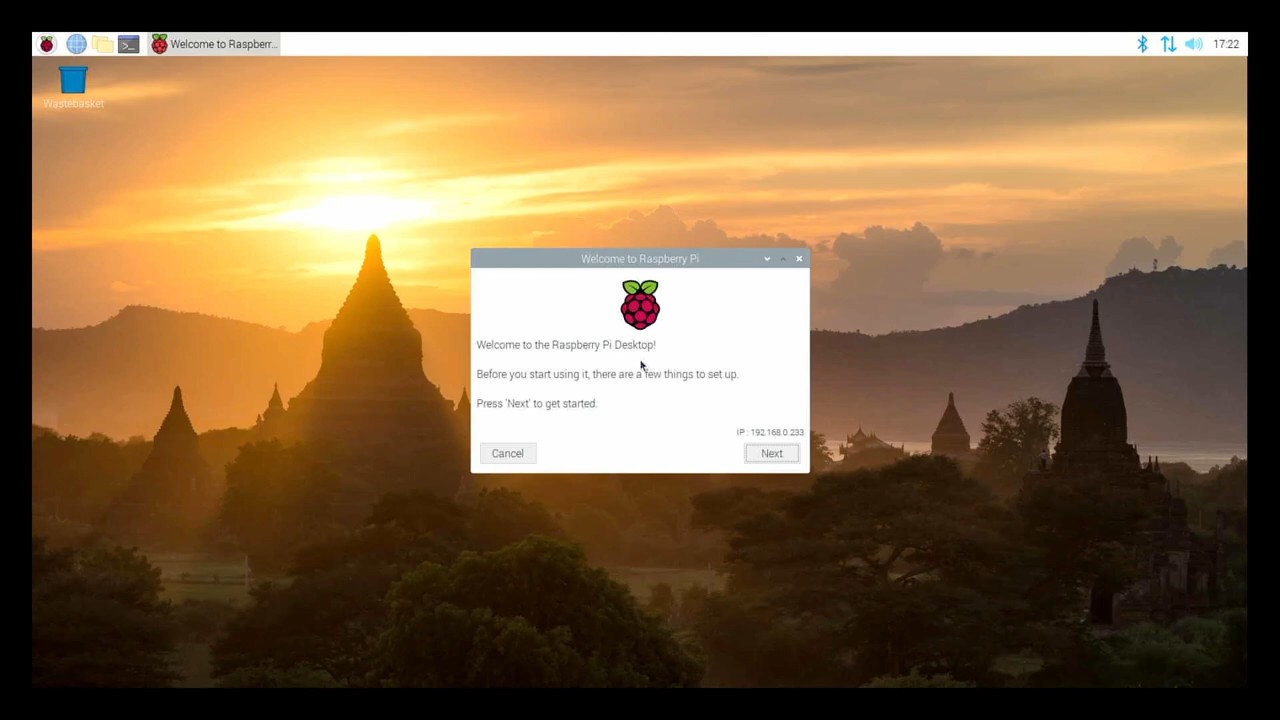 Welcome to Raspberr...
17:22
Wastebasket
Welcome to Raspberry Pi
Welcome to the Raspberry Pi Desktop!
Before you start using it, there are a few things to set up.
Press 'Next' to get started.
IP : 192.168.0.233
Cancel
Next